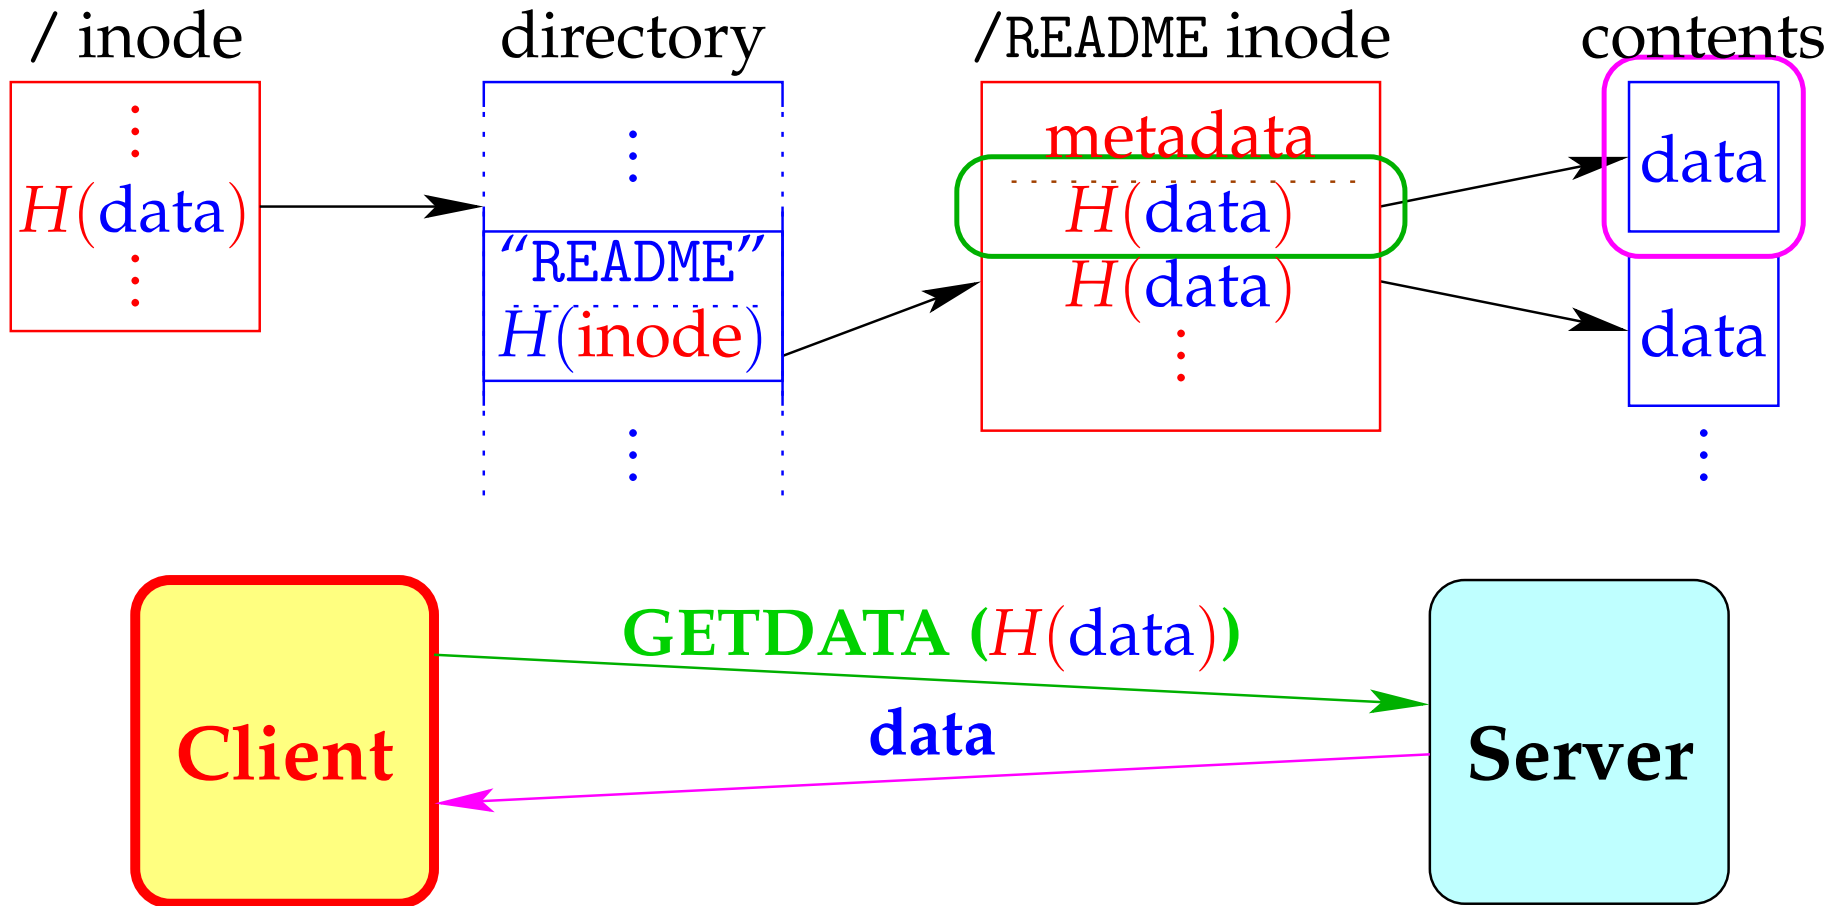 / inode
directory
/README inode
contents
⋮
H(data)
⋮
⋮
“README”
H(inode)
⋮
metadata
H(data)
H(data)
⋮
data
data
⋮
GETDATA (H(data))
data
Client
Server